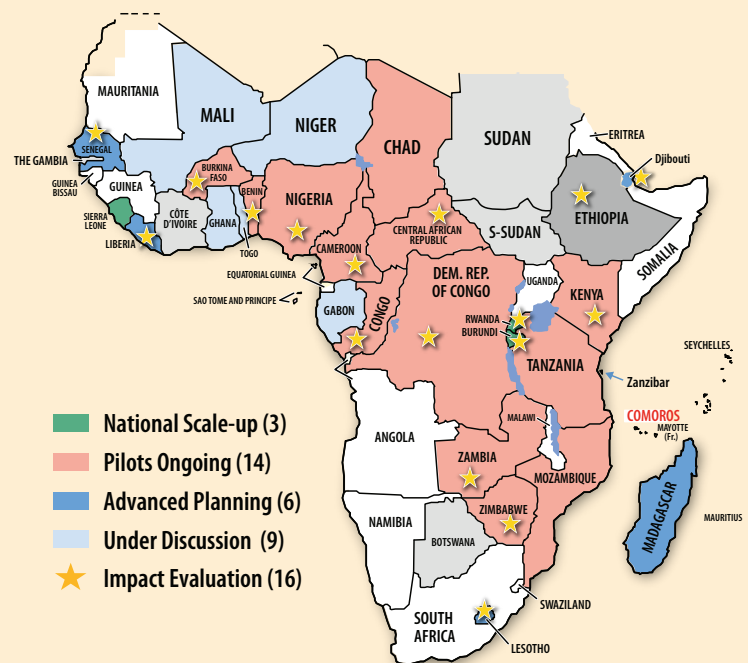 MAURITANIA
MALI
NIGER
CHAD
SUDAN
ERITREA
Djibouti
SENEGAL
THE GAMBIA
GUINEA
BISSAU
GUINEA
SIERRA
LEONE
LIBERIA
CÔTE
D'IVOIRE
BURKINA
FASO
GHANA
TOGO
BENIN
NIGERIA
CAMEROON
CENTRAL AFRICAN
REPUBLIC
S-SUDAN
ETHIOPIA
SOMALIA
EQUATORIAL GUINEA
SAO TOME AND PRINCIPE
GABON
CONGO
DEM. REP.
OF CONGO
UGANDA
KENYA
RWANDA
BURUNDI
TANZANIA
SEYCHELLES
Zanzibar
COMOROS
MAYOTTE
(Fr.)
MALAWI
ANGOLA
ZAMBIA
MOZAMBIQUE
ZIMBABWE
NAMIBIA
BOTSWANA
MADAGASCAR
MAURITIUS
SWAZILAND
SOUTH
AFRICA
LESOTHO
National Scale-up (3)
Pilots Ongoing (14)
Advanced Planning (6)
Under Discussion (9)
Impact Evaluation (16)